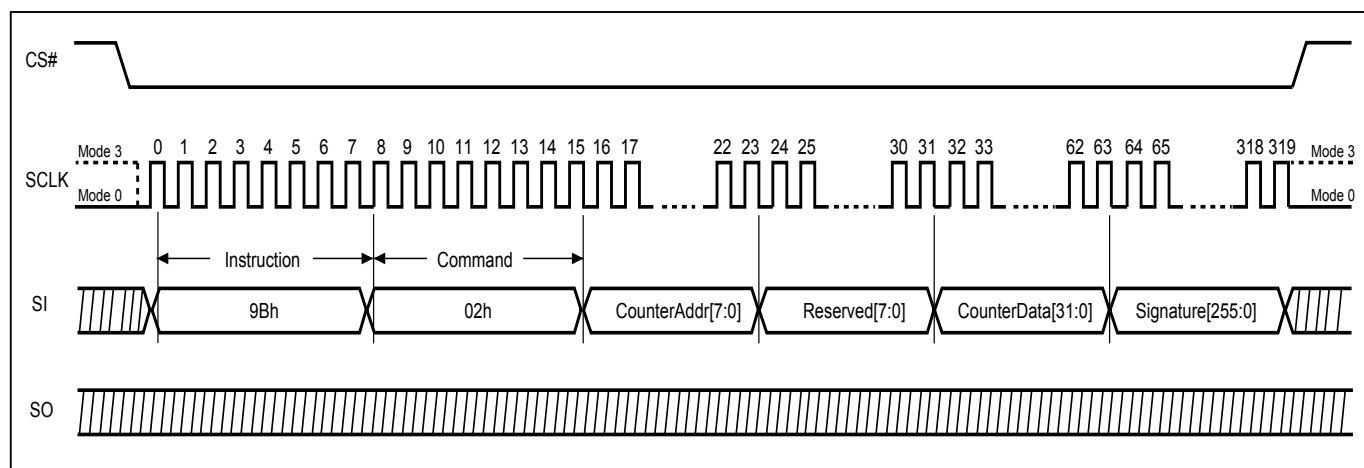 CS#
0 1 2 3 4 5 6 7 8 9 10 11 12 13 14 15 16 17 22 23 24 25 30 31 32 33 62 63 64 65 318 319
Mode 3 Mode 3
SCLK
Mode 0 Mode 0
Instruction Command
SI 9Bh 02h CounterAddr[7:0] Reserved[7:0] CounterData[31:0] Signature[255:0]
SO